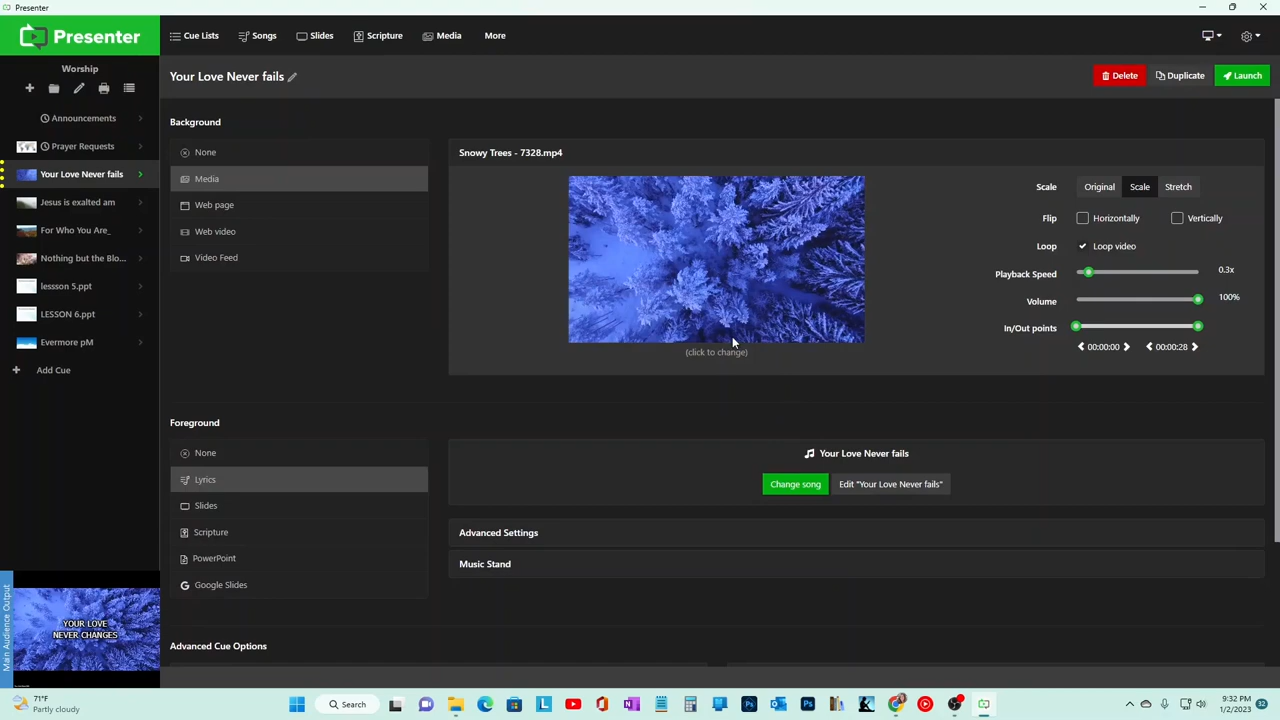 Presenter
Presenter
Cue Lists
Songs
Slides
Scripture
Media
More
Worship
Announcements
Prayer Requests
Your Love Never fails
Jesus is exalted am
For Who You Are_
Nothing but the Blo...
lessson 5.ppt
LESSON 6.ppt
Evermore pM
Add Cue
Main Audience Output
YOUR LOVE
NEVER CHANGES
Your Love Never fails
Delete
Duplicate
Launch
Background
None
Media
Web page
Web video
Video Feed
Snowy Trees - 7328.mp4
(click to change)
Scale
Original
Scale
Stretch
Flip
Horizontally
Vertically
Loop
Loop video
Playback Speed
0.3x
Volume
100%
In/Out points
00:00:00
00:00:28
Foreground
None
Lyrics
Slides
Scripture
PowerPoint
Google Slides
Your Love Never fails
Change song
Edit "Your Love Never fails"
Advanced Settings
Music Stand
Advanced Cue Options
71°F
Partly cloudy
Search
9:32 PM
1/2/2023